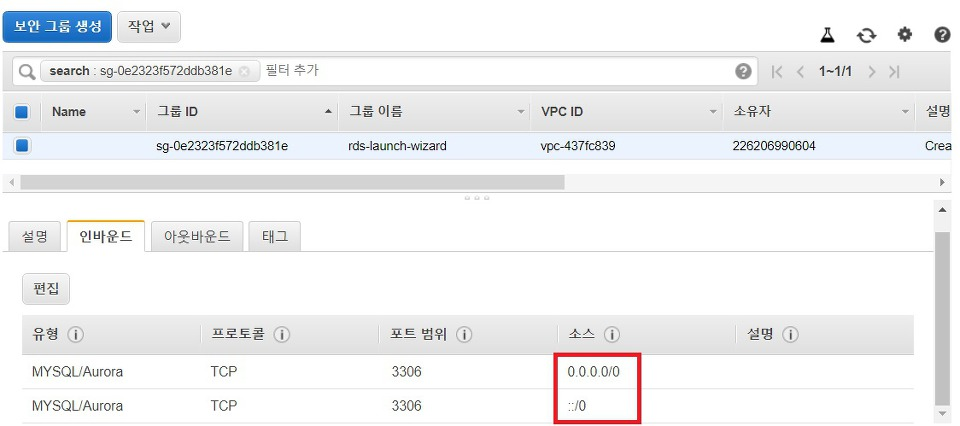 보안 그룹 생성 작업
search : sg-0e2323f572ddb381e 필터 추가 1~1/1
Name 그룹 ID 그룹 이름 VPC ID 소유자 설명
sg-0e2323f572ddb381e rds-launch-wizard vpc-437fc839 226206990604 Crea
설명 인바운드 아웃바운드 태그
편집
유형 프로토콜 포트 범위 소스 설명
MYSQL/Aurora TCP 3306 0.0.0.0/0
MYSQL/Aurora TCP 3306 ::/0